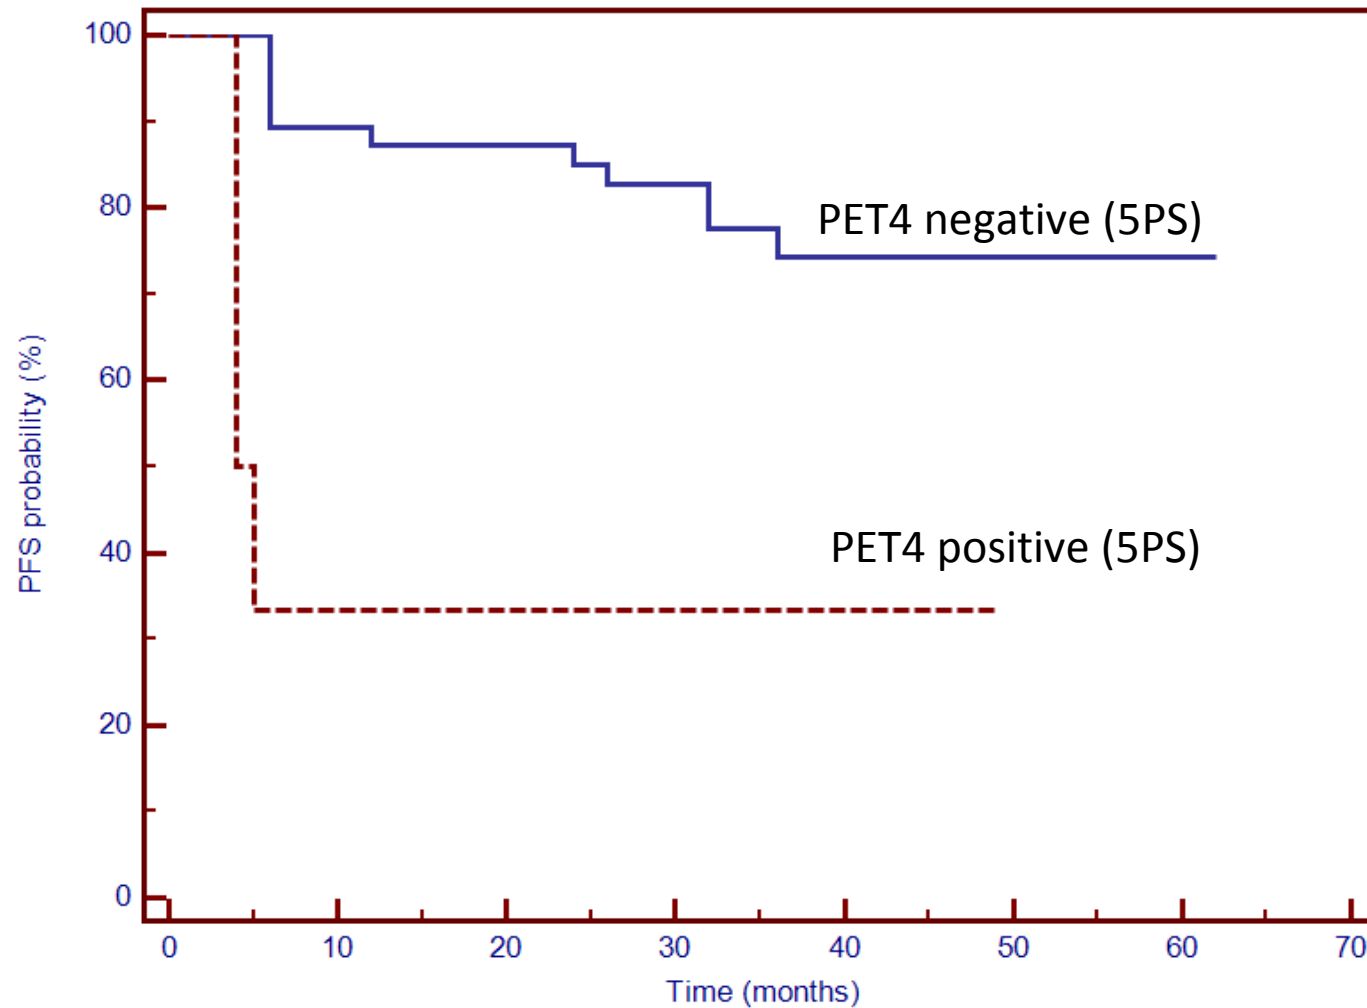 PFS probability (%)
100
80
60
40
20
0
PET4 negative (5PS)
PET4 positive (5PS)
0 10 20 30 40 50 60 70
Time (months)